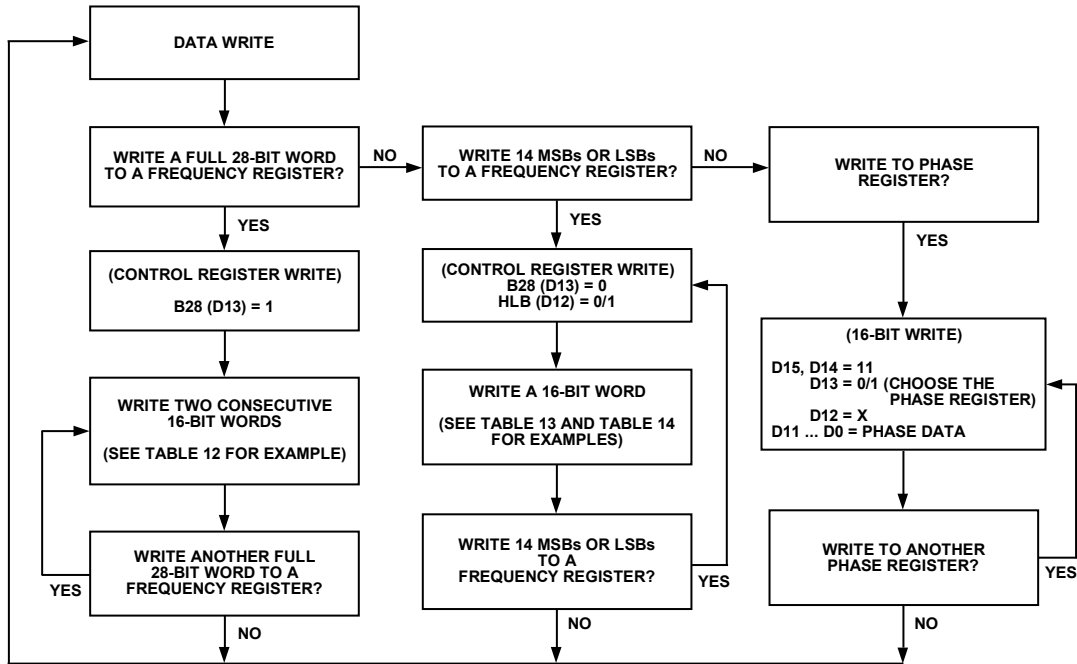 DATA WRITE
WRITE A FULL 28-BIT WORD
TO A FREQUENCY REGISTER?
NO
WRITE 14 MSBs OR LSBs
TO A FREQUENCY REGISTER?
NO
WRITE TO PHASE
REGISTER?
YES
YES
YES
(CONTROL REGISTER WRITE)
B28 (D13) = 1
(CONTROL REGISTER WRITE)
B28 (D13) = 0
HLB (D12) = 0/1
(16-BIT WRITE)
D15, D14 = 11
D13 = 0/1 (CHOOSE THE
PHASE REGISTER)
D12 = X
D11 ... D0 = PHASE DATA
WRITE TWO CONSECUTIVE
16-BIT WORDS
(SEE TABLE 12 FOR EXAMPLE)
WRITE A 16-BIT WORD
(SEE TABLE 13 AND TABLE 14
FOR EXAMPLES)
WRITE ANOTHER FULL
28-BIT WORD TO A
FREQUENCY REGISTER?
YES
NO
WRITE 14 MSBs OR LSBs
TO A
FREQUENCY REGISTER?
YES
NO
WRITE TO ANOTHER
PHASE REGISTER?
YES
NO